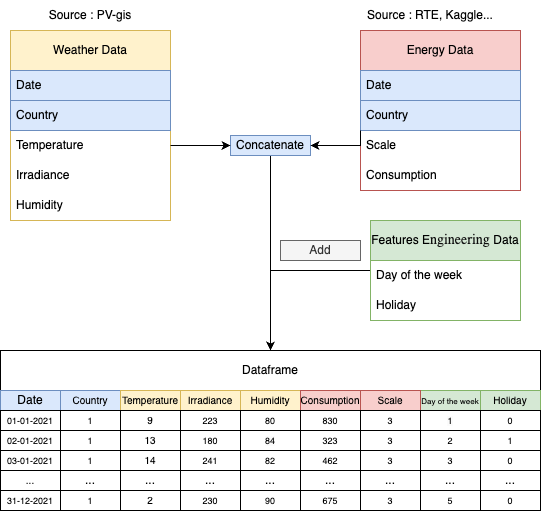 Source : PV-gis
Source : RTE, Kaggle...
Weather Data
Energy Data
Date
Date
Country
Country
Temperature
Concatenate
Scale
Irradiance
Consumption
Humidity
Features Engineering Data
Add
Day of the week
Holiday
Dataframe
Date Country Temperature Irradiance Humidity Consumption Scale Day of the week Holiday
01-01-2021 1 9 223 80 830 3 1 0
02-01-2021 1 13 180 84 323 3 2 1
03-01-2021 1 14 241 82 462 3 3 0
... ... ... ... ... ... ... ... ...
31-12-2021 1 2 230 90 675 3 5 0